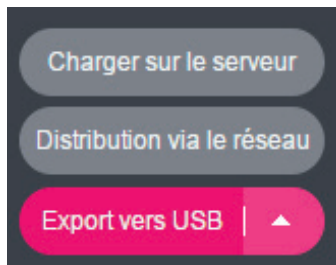 Charger sur le serveur
Distribution via le réseau
Export vers USB